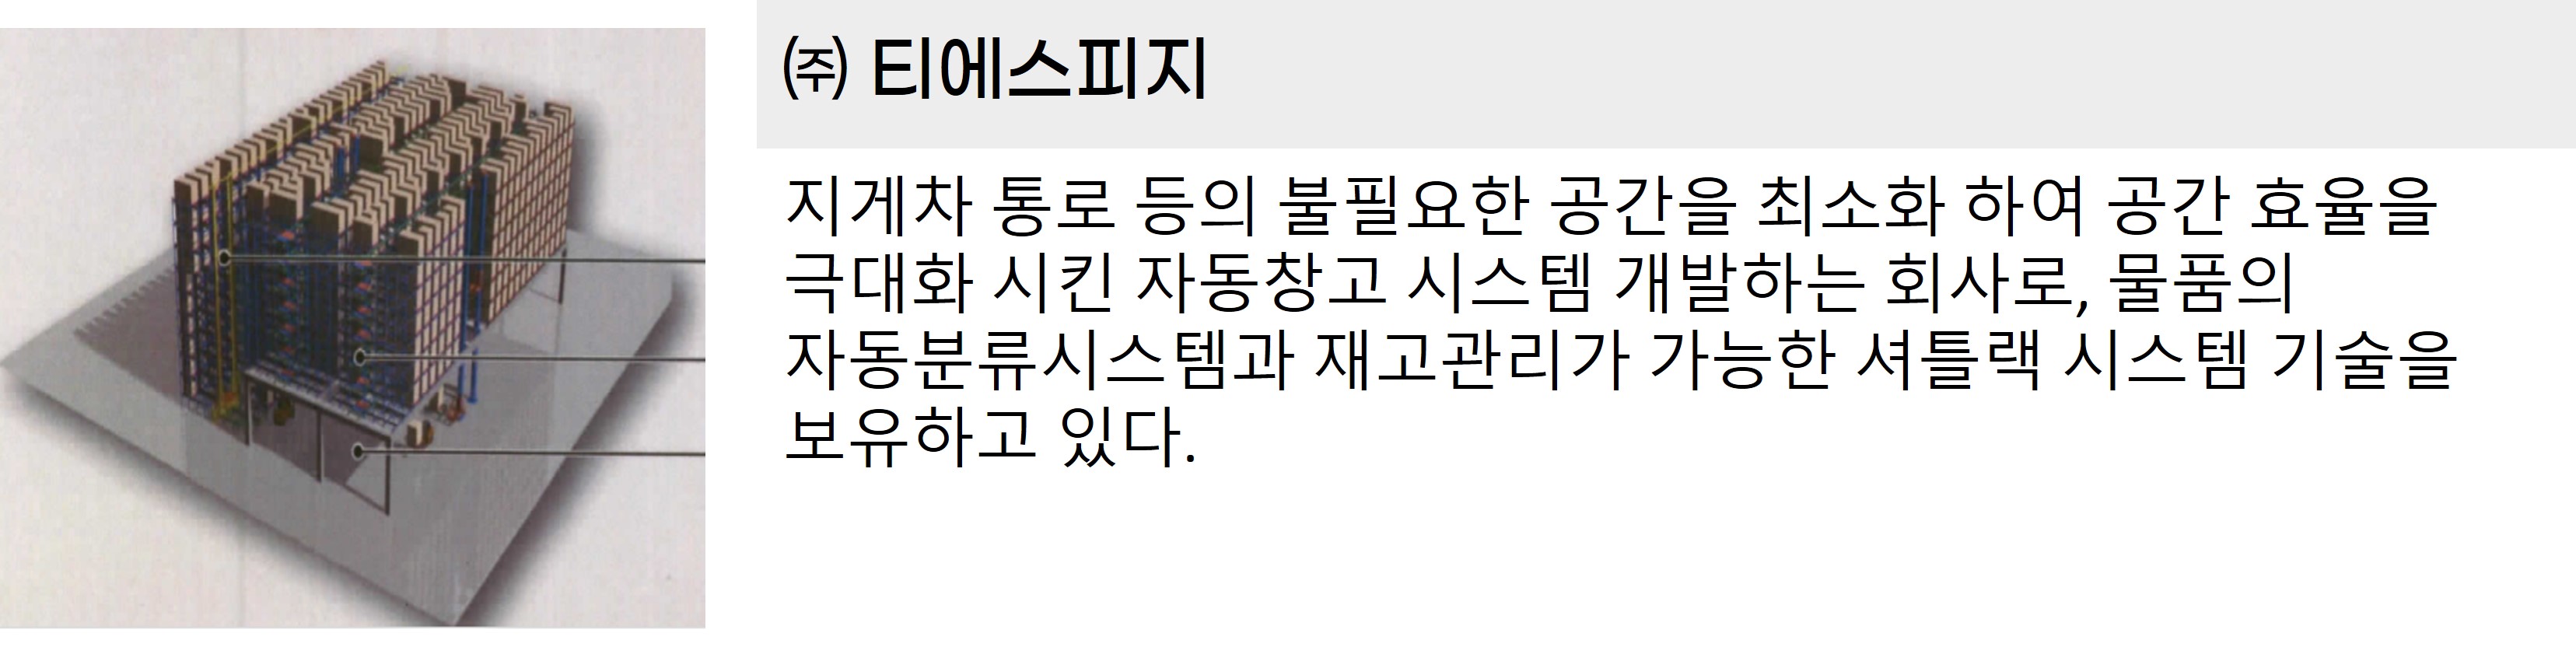 ㈜ 티에스피지
지게차 통로 등의 불필요한 공간을 최소화 하여 공간 효율을
극대화 시킨 자동창고 시스템 개발하는 회사로, 물품의
자동분류시스템과 재고관리가 가능한 셔틀랙 시스템 기술을
보유하고 있다.